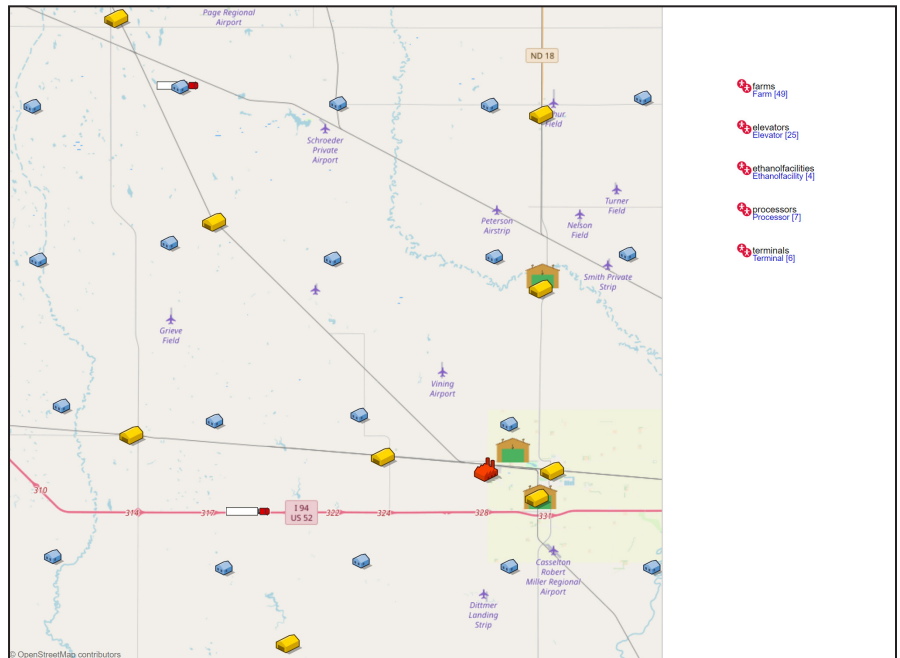 Page Regional
Airport
ND 18
Field
Schroeder
Private
Airport
Turner
Field
Peterson
Airstrip
Nelson
Field
Smith Private
Strip
Grieve
Field
Vining
Airport
310
314
317
I 94
US 52
322
324
328
331
Casselton
Robert
Miller Regional
Airport
Dittmer
Landing
Strip
© OpenStreetMap contributors
farms
Farm [49]
elevators
Elevator [25]
ethanolfacilities
Ethanolfacility [4]
processors
Processor [7]
terminals
Terminal [6]